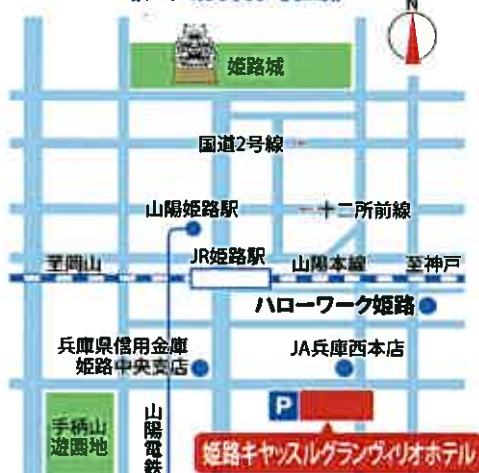 N
姫路城
国道2号線
山陽姫路駅
十二所前線
至岡山
JR姫路駅
山陽本線
至神戸
ハローワーク姫路
兵庫県信用金庫
姫路中央支店
JA兵庫西本店
P
手柄山
遊園地
山陽電鉄
姫路キャッスルグランヴィリオホテル